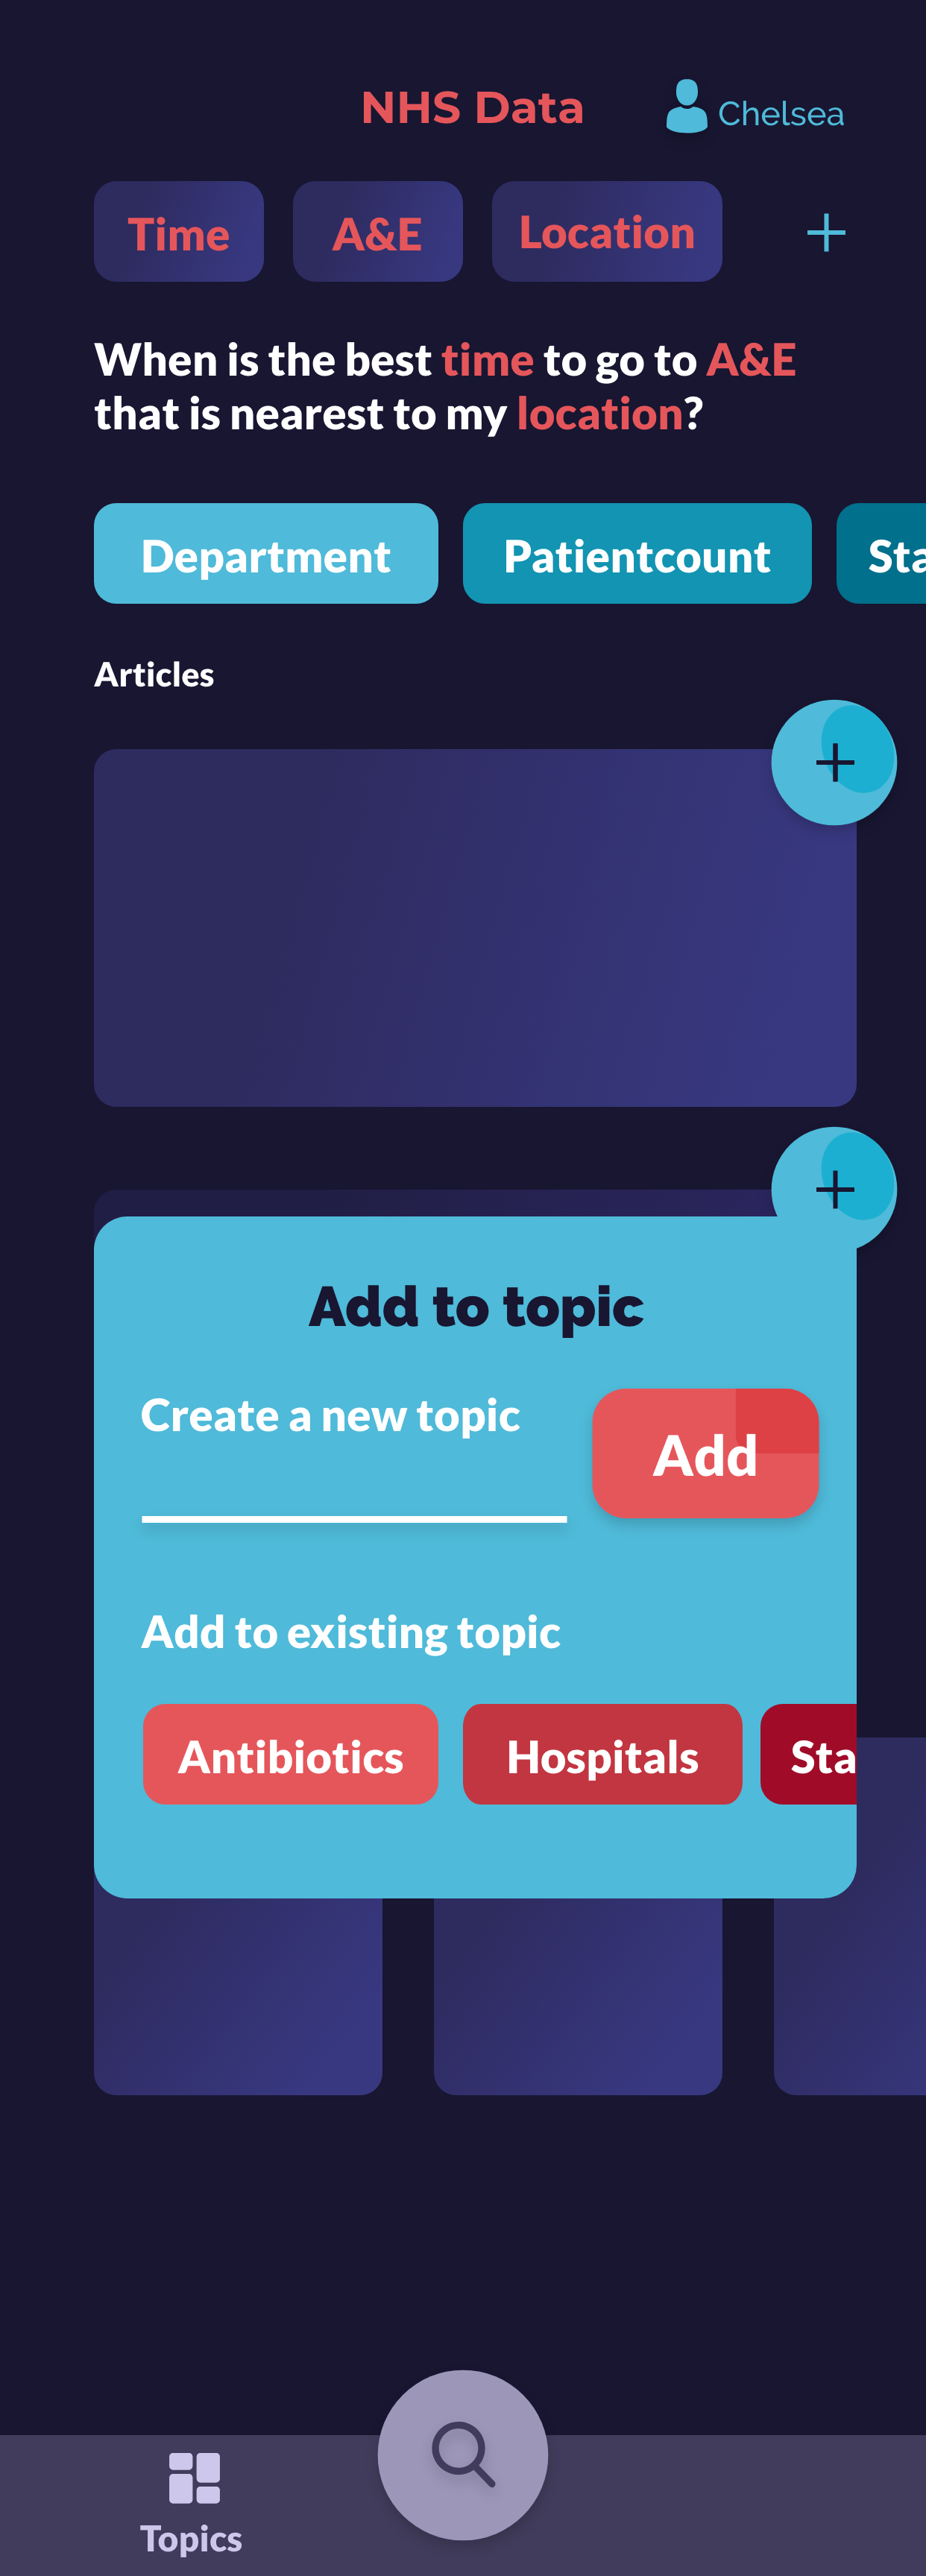 NHS Data
Chelsea
Time
A&E
Location
When is the best time to go to A&E
that is nearest to my location?
Department
Patientcount
Sta
Articles
Add to topic
Create a new topic
Add
Add to existing topic
Antibiotics
Hospitals
Sta
Topics